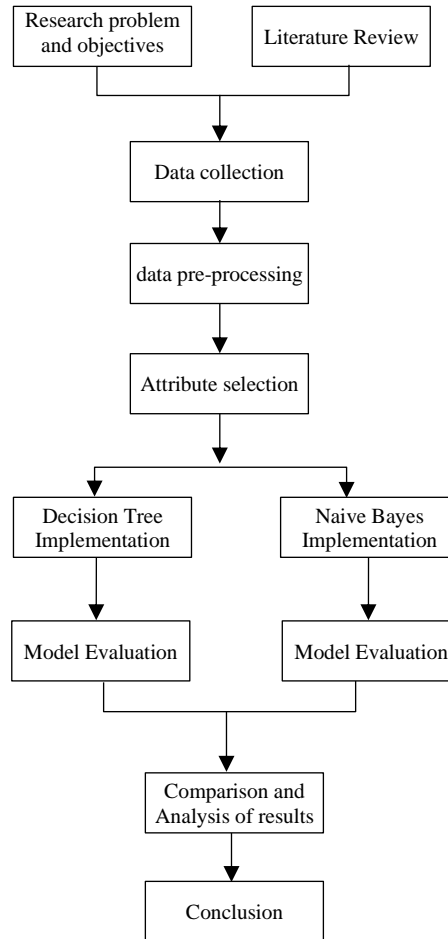 Research problem
and objectives
Literature Review
Data collection
data pre-processing
Attribute selection
Decision Tree
Implementation
Naive Bayes
Implementation
Model Evaluation
Model Evaluation
Comparison and
Analysis of results
Conclusion